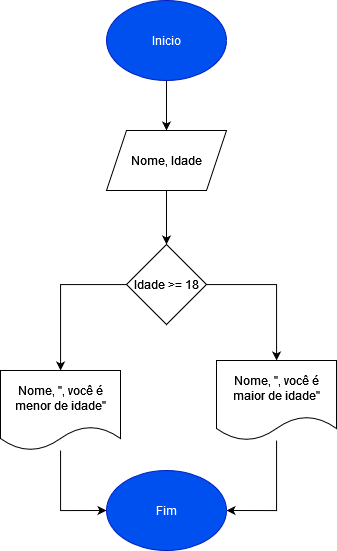 Inicio
Nome, Idade
Idade >= 18
Nome, ", você é
menor de idade"
Nome, ", você é
maior de idade"
Fim